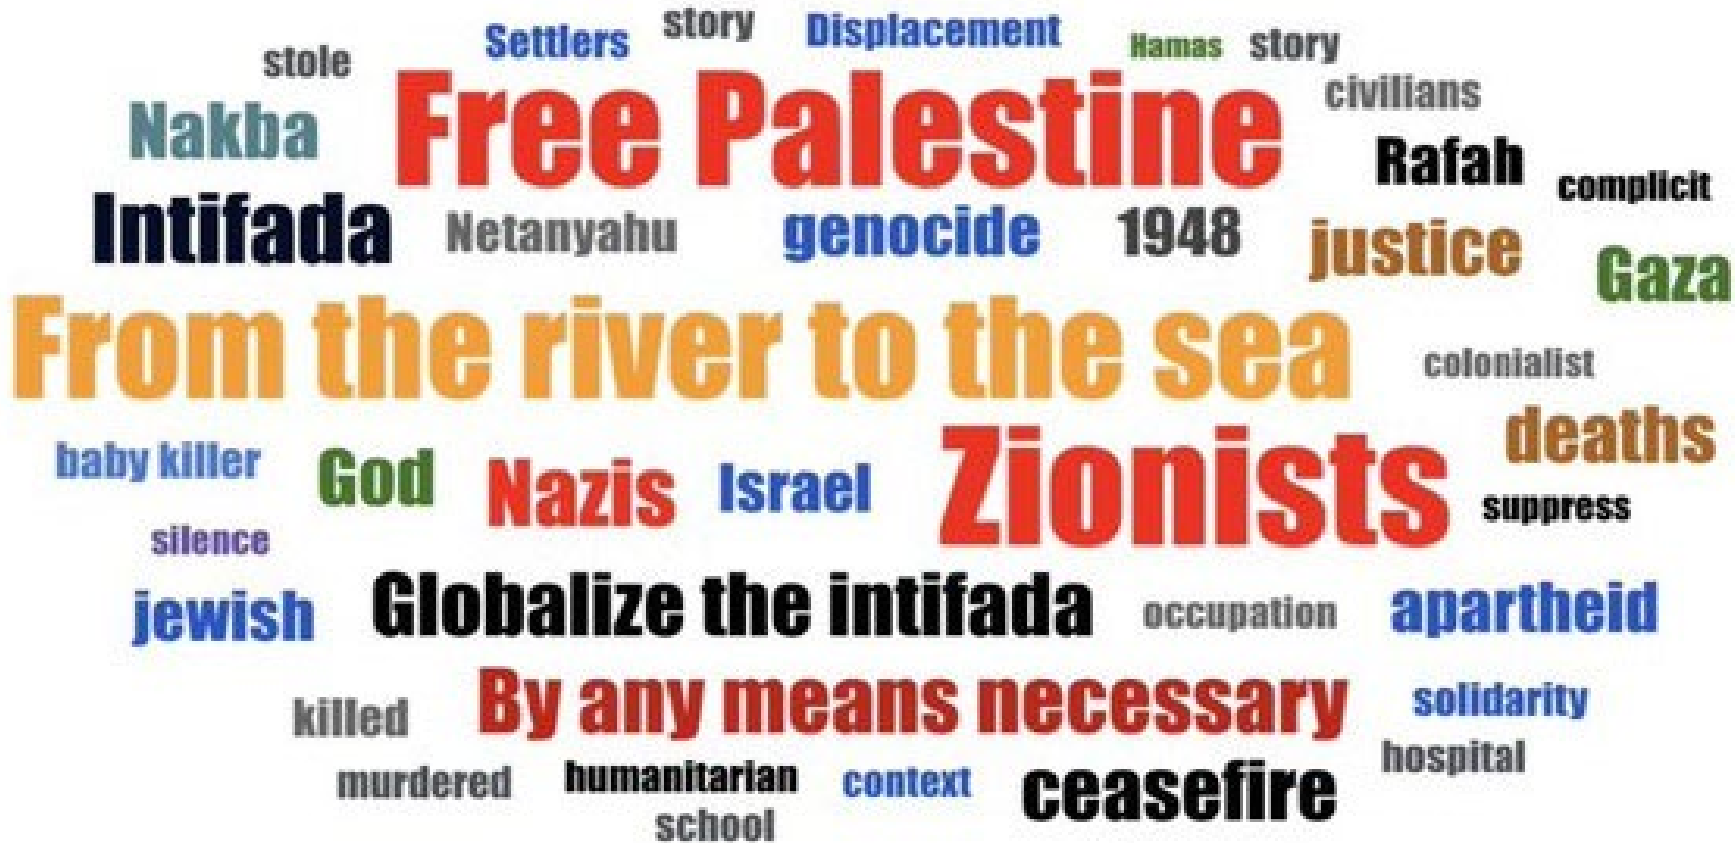 stole Settlers story Displacement Hamas story
Nakba Free Palestine civilians
Rafah complicit
Intifada Netanyahu genocide 1948 justice Gaza
From the river to the sea colonialist
deaths
baby killer God Nazis Israel Zionists suppress
silence
jewish Globalize the intifada occupation apartheid
killed By any means necessary solidarity
hospital
murdered humanitarian context ceasefire
school